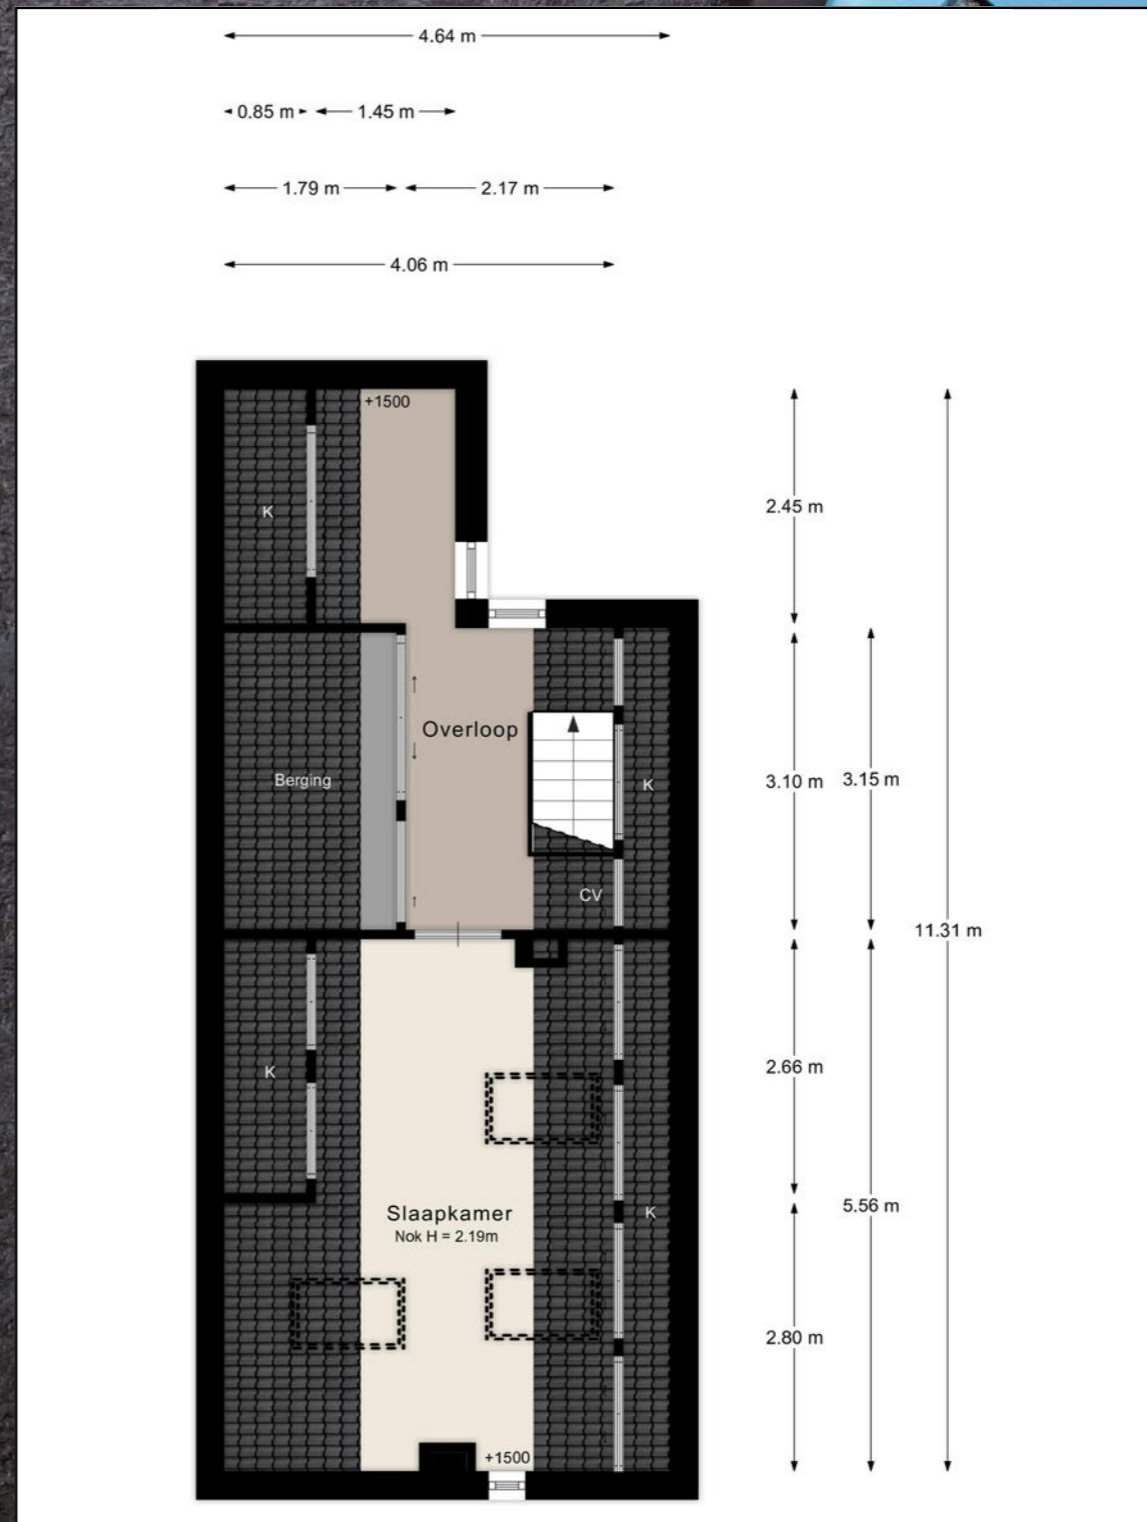 4.64 m
0.85 m 1.45 m
1.79 m 2.17 m
4.06 m
+1500
K
2.45 m
Overloop
Berging
K
3.10 m 3.15 m
CV
11.31 m
K
2.66 m
Slaapkamer
Nok H = 2.19m
K
5.56 m
2.80 m
+1500